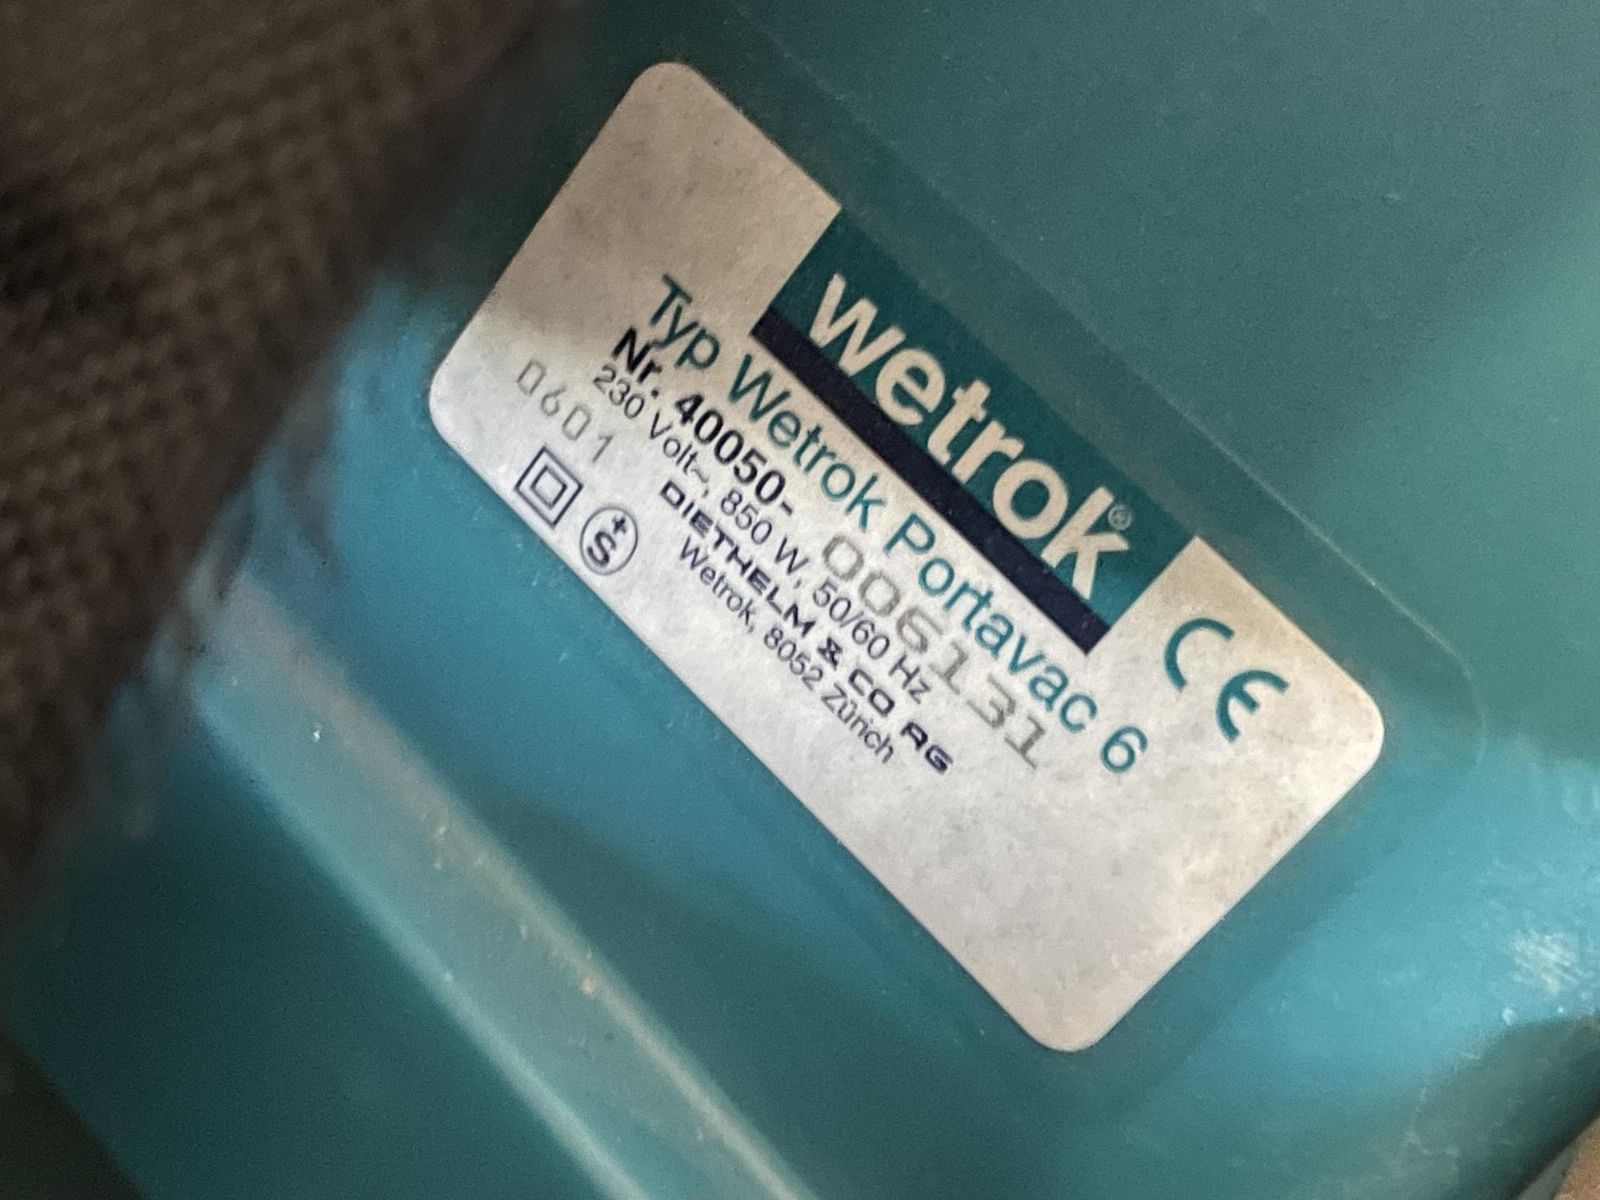 wetrok®
CE
Typ Wetrok Portavac 6
Nr. 40050- 006131
230 Volt~, 850 W, 50/60 Hz
0601
DIETHELM & CO AG
Wetrok, 8052 Zürich
+S